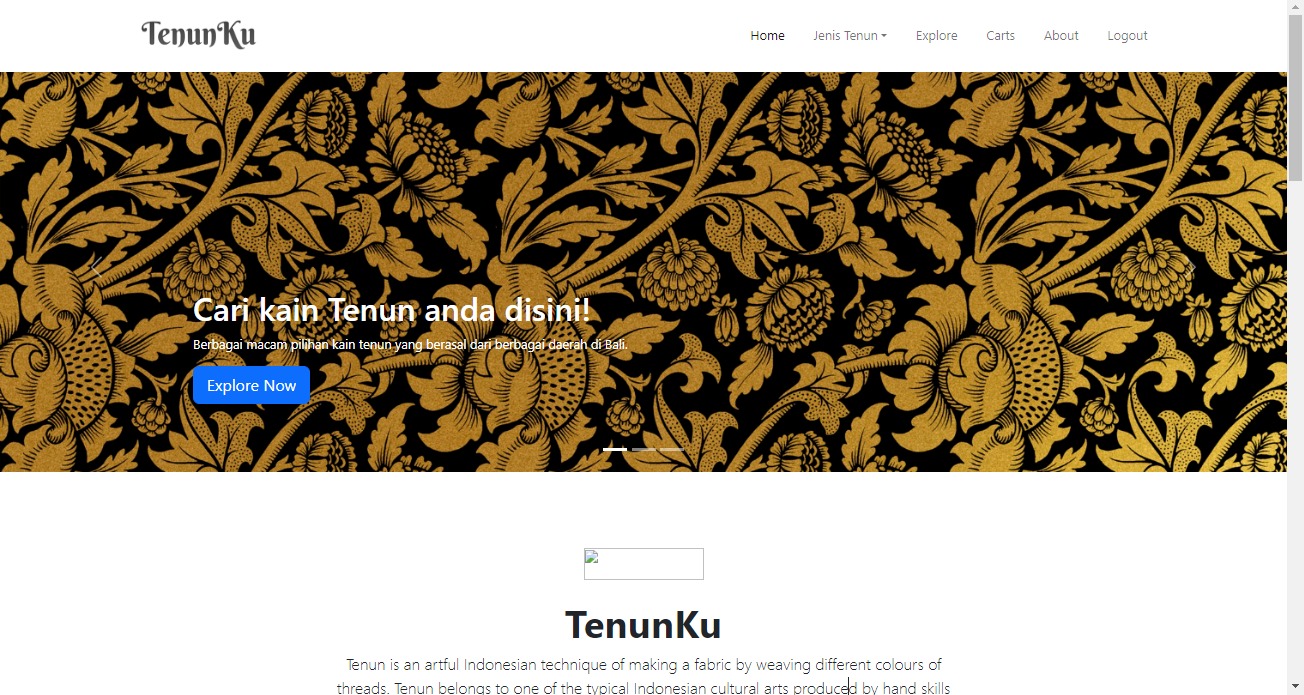 TenunKu
Home Jenis Tenun Explore Carts About Logout
Cari kain Tenun anda disini!
Berbagai macam pilihan kain tenun yang berasal dari berbagai daerah di Bali.
Explore Now
TenunKu
Tenun is an artful Indonesian technique of making a fabric by weaving different colours of
threads. Tenun belongs to one of the typical Indonesian cultural arts produced by hand skills